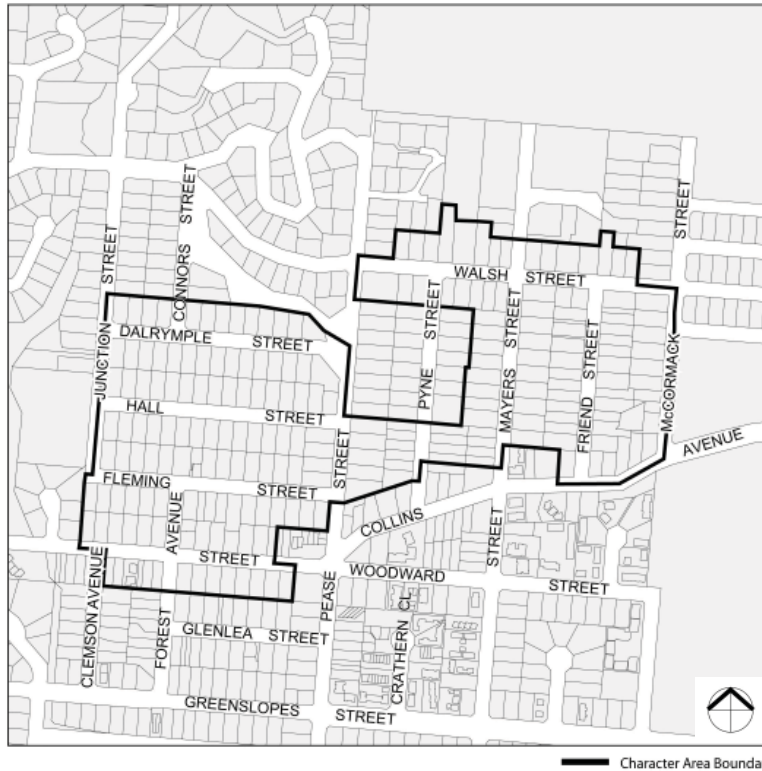 WALSH STREET
CONNORS STREET
JUNCTION STREET
DALRYMPLE STREET
HALL STREET
FLEMING STREET
PYNE STREET
MAYERS STREET
FRIEND STREET
McCORMACK STREET
COLLINS AVENUE
WOODWARD STREET
PEASE STREET
CLEMSON AVENUE
FOREST AVENUE
GLENLEA STREET
CRATHERN CL
GREENSLOPES STREET
Character Area Bounda